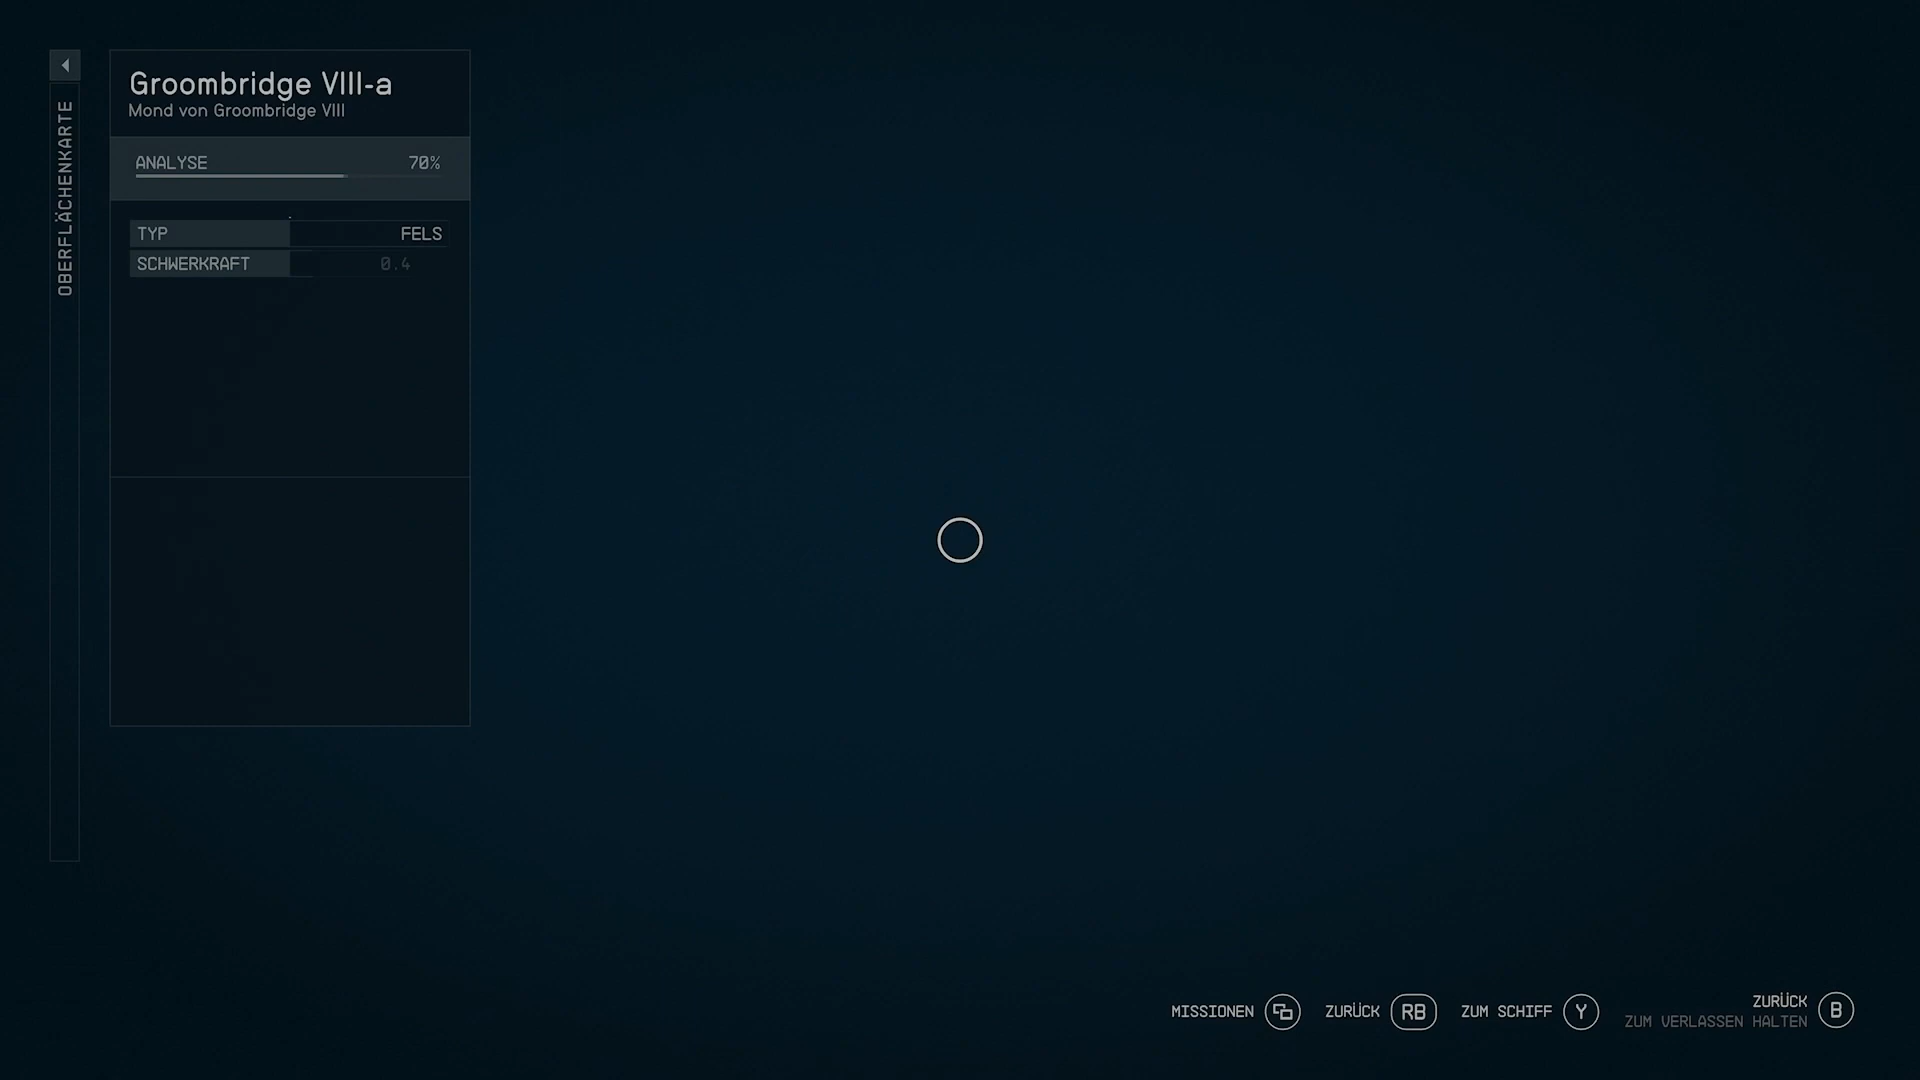 OBERFLÄCHENKARTE
Groombridge VIII-a
Mond von Groombridge VIII
ANALYSE 70%
TYP FELS
SCHWERKRAFT 0.4
MISSIONEN ZURÜCK RB ZUM SCHIFF Y ZURÜCK B
ZUM VERLASSEN HALTEN